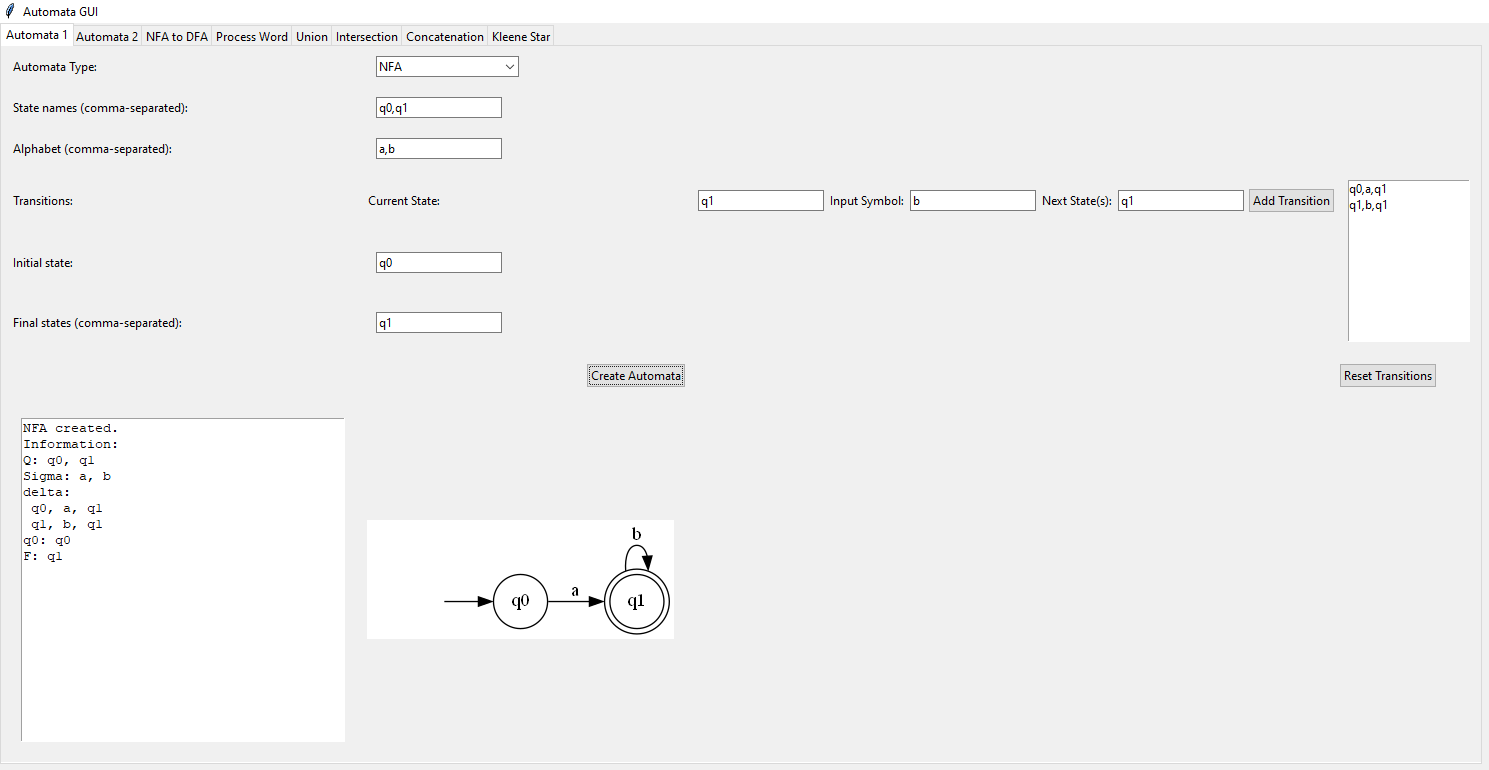 Automata GUI
Automata 1 Automata 2 NFA to DFA Process Word Union Intersection Concatenation Kleene Star
Automata Type: NFA
State names (comma-separated): q0,q1
Alphabet (comma-separated): a,b
Transitions: Current State: q1 Input Symbol: b Next State(s): q1 Add Transition
q0,a,q1
q1,b,q1
Initial state: q0
Final states (comma-separated): q1
Create Automata Reset Transitions
NFA created.
Information:
Q: q0, q1
Sigma: a, b
delta:
q0, a, q1
q1, b, q1
q0: q0
F: q1
b
a
q0 q1